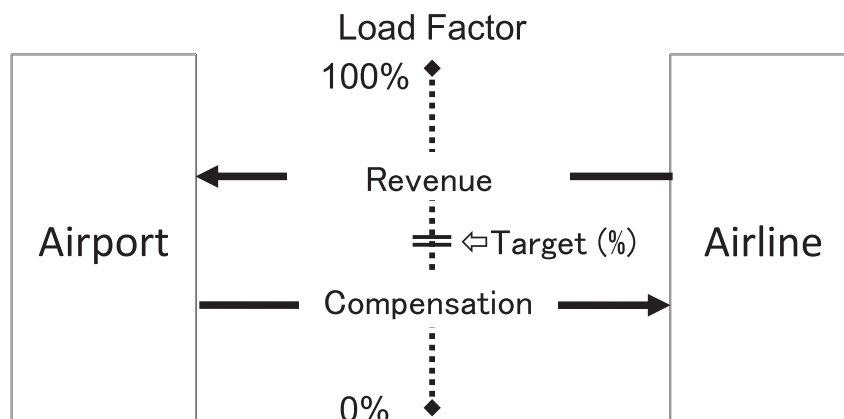 Load Factor
100%
Revenue
Airport
⇦Target (%)
Airline
Compensation
0%